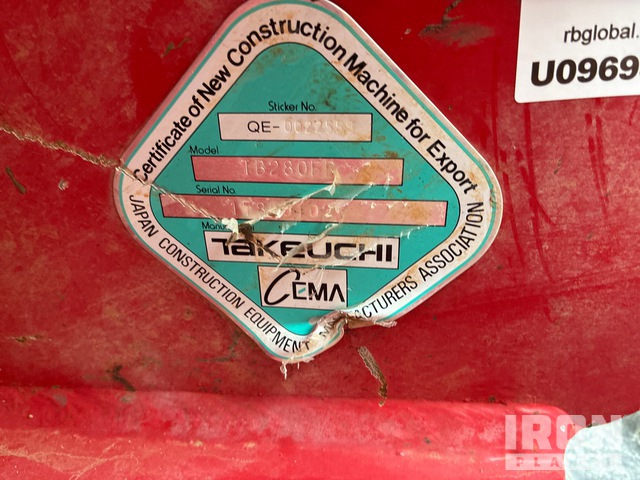 Certificate of New Construction Machine for Export
Sticker No.
QE-
Model
Serial No.
TAKEUCHI
CEMA
JAPAN CONSTRUCTION EQUIPMENT ASSOCIATION
rbglobal.
U0969
IRON
PLANET